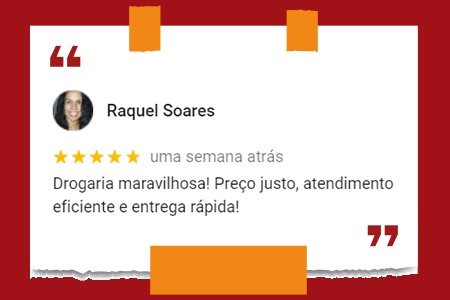 ❝
Raquel Soares
★★★★★ uma semana atrás
Drogaria maravilhosa! Preço justo, atendimento
eficiente e entrega rápida!
❞